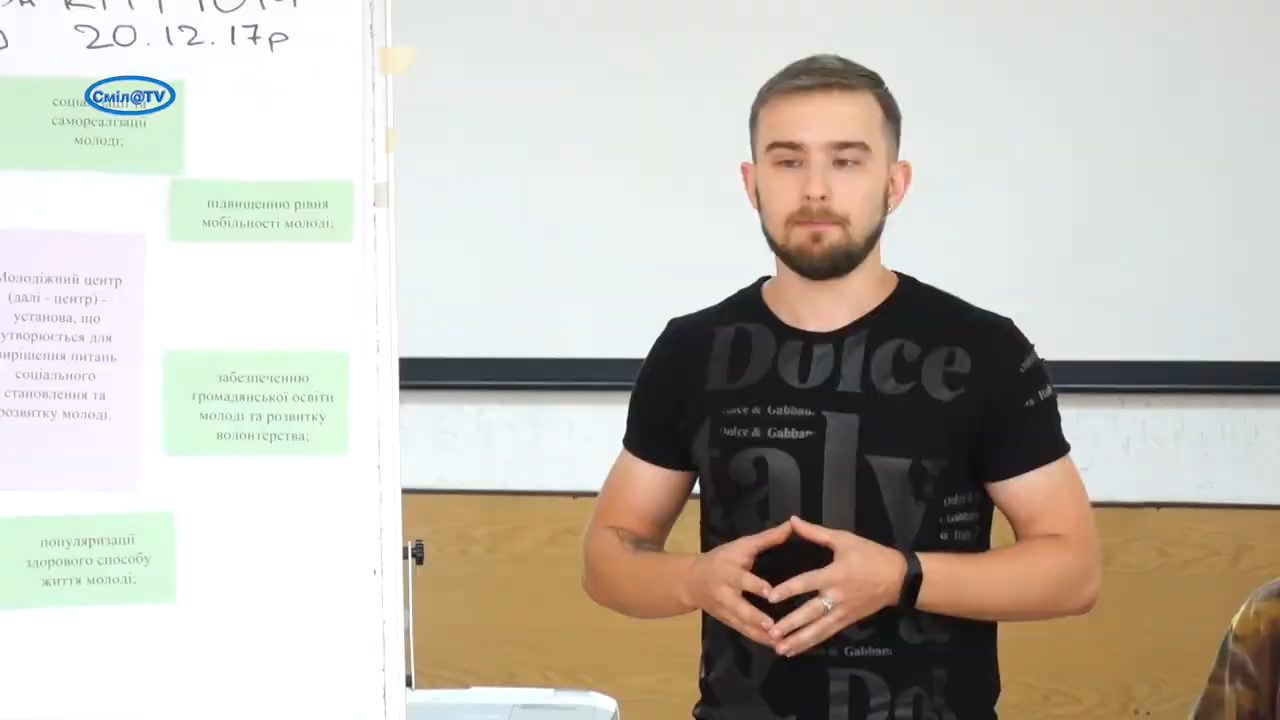 20.12.17р
Сміл@TV
самореалізації
молоді;
підвищенню рівня
мобільності молоді;
Молодіжний центр
(далі - центр) -
установа, що
утворюється для
вирішення питань
соціального
становлення та
розвитку молоді.
забезпеченню
громадянської освіти
молоді та розвитку
волонтерства;
популяризації
здорового способу
життя молоді;
Dolce
Dolce & Gabbana
Dolce & Gabbana
Italy
Gabbana